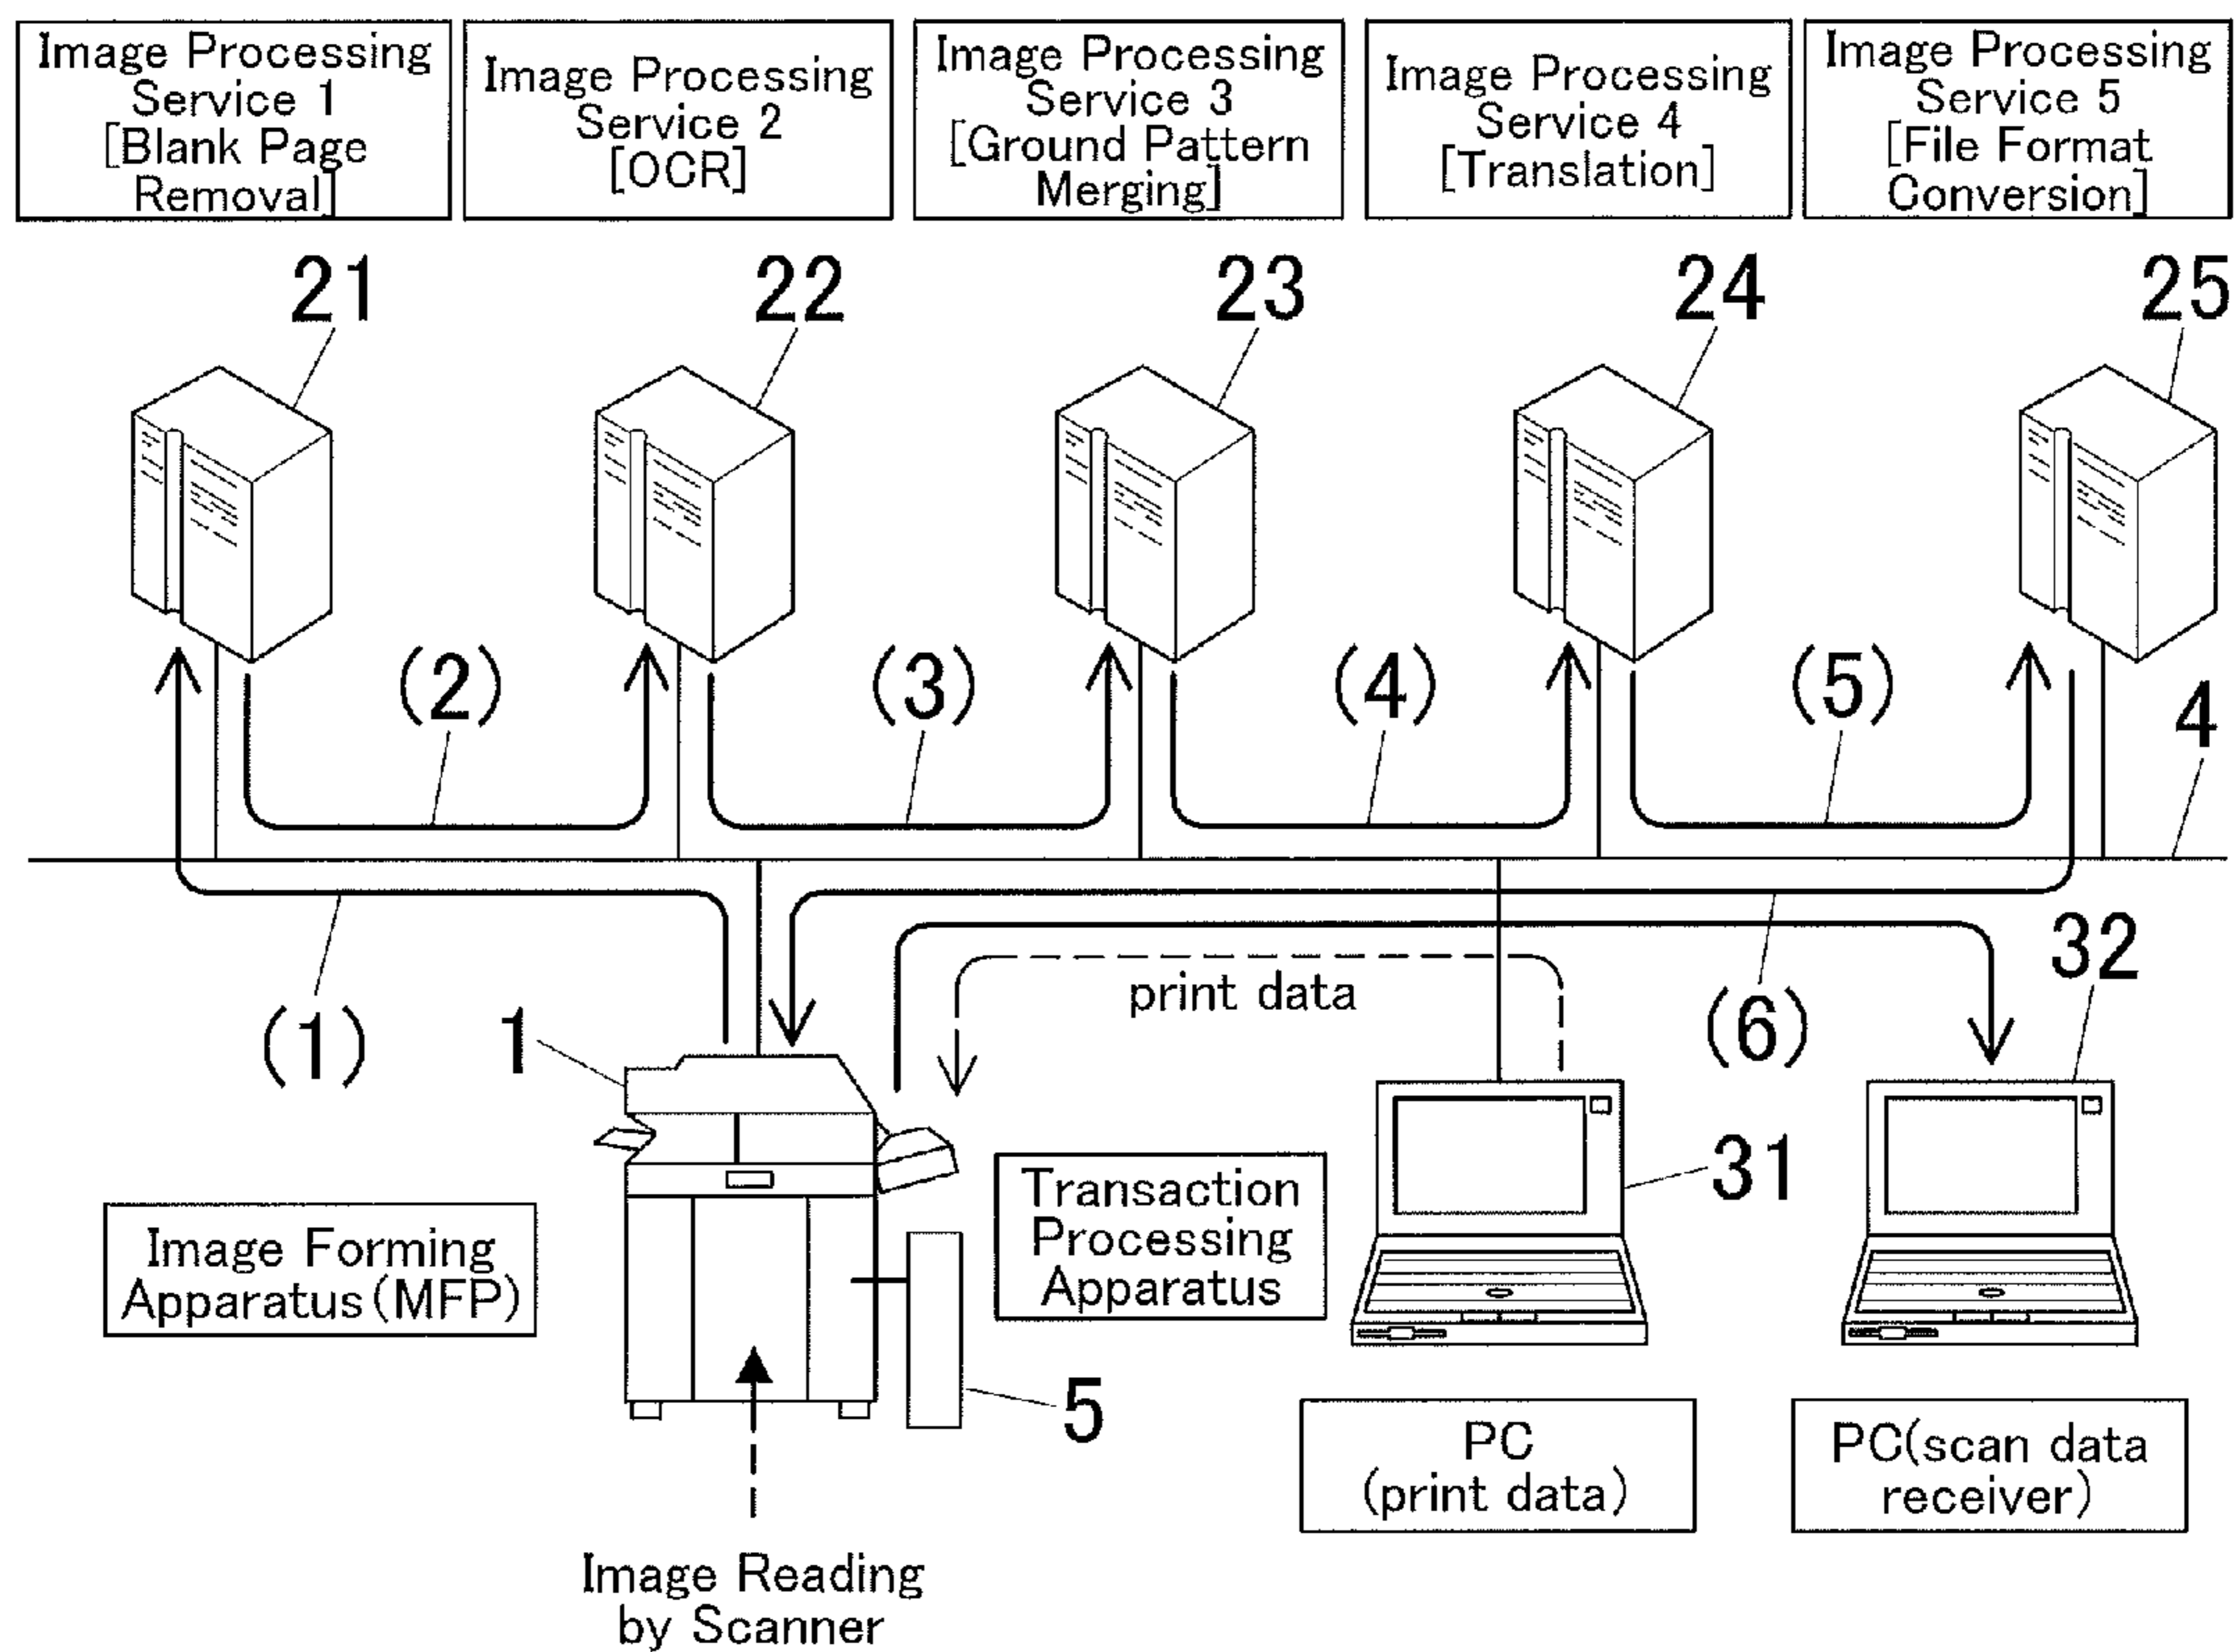 Image Processing
Service 1
[Blank Page
Removal]
Image Processing
Service 2
[OCR]
Image Processing
Service 3
[Ground Pattern
Merging]
Image Processing
Service 4
[Translation]
Image Processing
Service 5
[File Format
Conversion]
21
22
23
24
25
(2)
(3)
(4)
(5)
4
(1)
1
print data
(6)
32
31
Image Forming
Apparatus(MFP)
Transaction
Processing
Apparatus
5
PC
(print data)
PC(scan data
receiver)
Image Reading
by Scanner